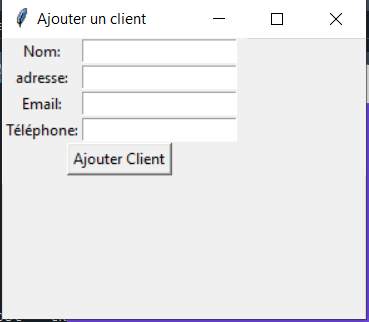 Ajouter un client
Nom:
adresse:
Email:
Téléphone:
Ajouter Client